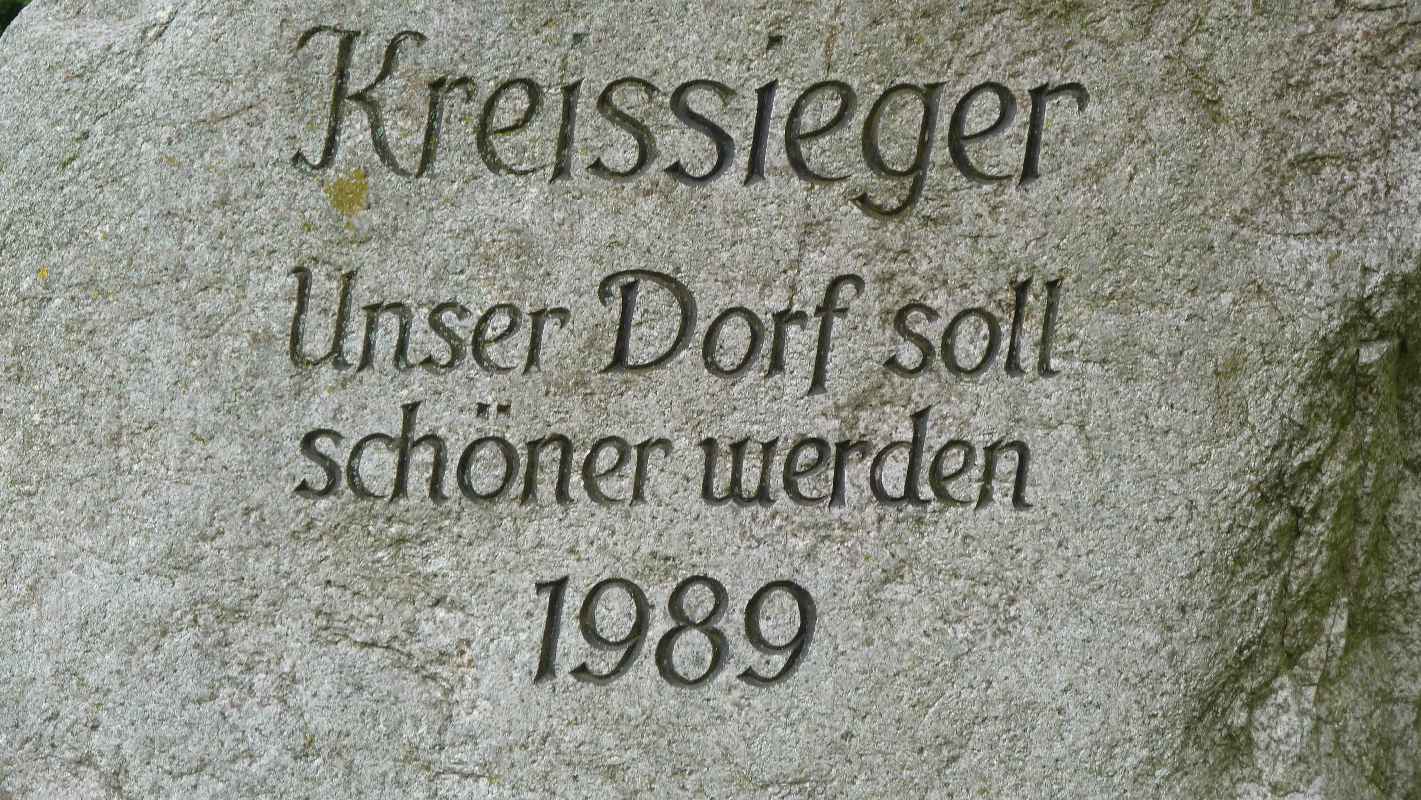 Kreissieger
Unser Dorf soll
schöner werden
1989